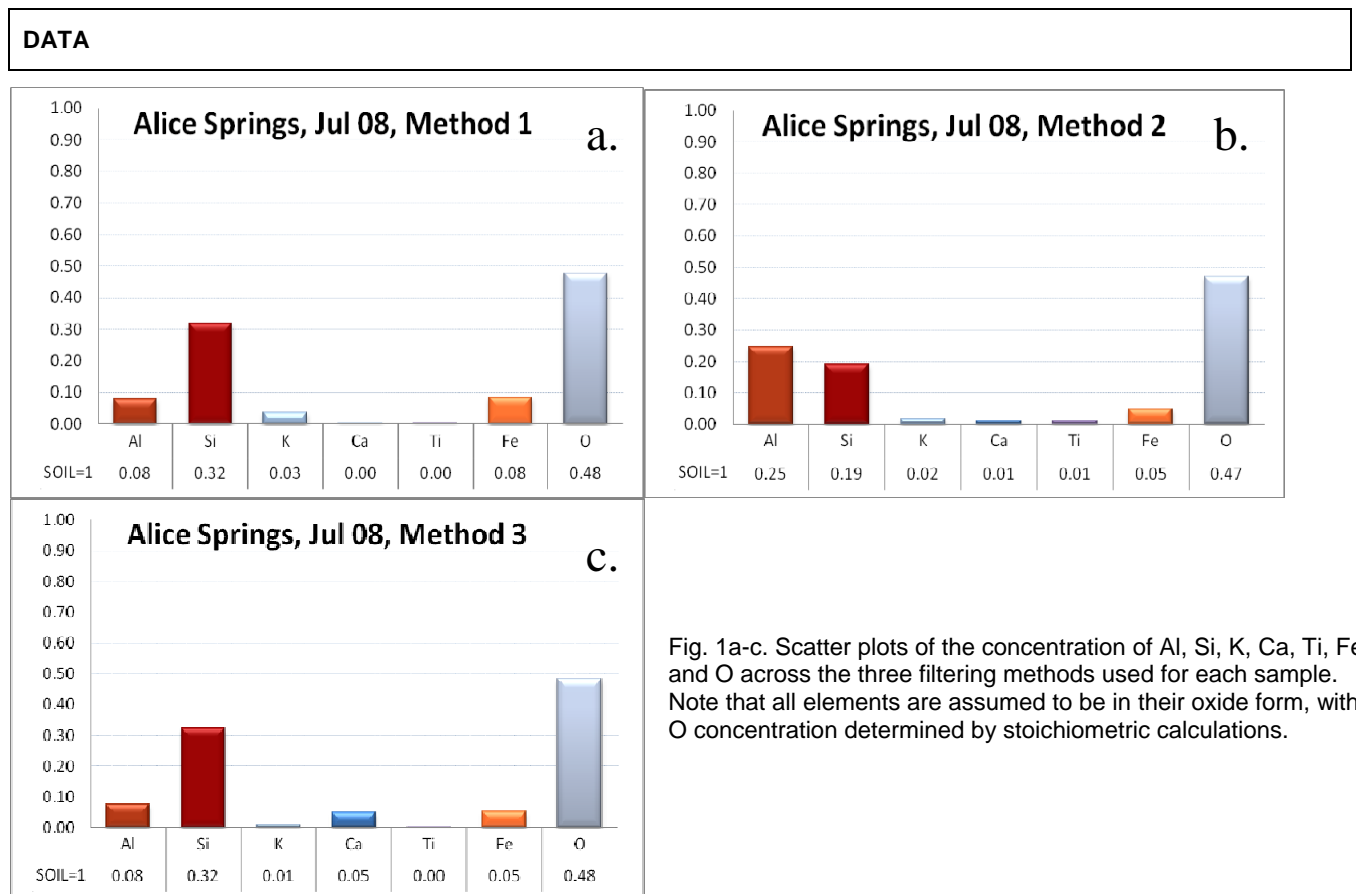 DATA
Alice Springs, Jul 08, Method 1
a.
1.00
0.90
0.80
0.70
0.60
0.50
0.40
0.30
0.20
0.10
0.00
Al Si K Ca Ti Fe O
SOIL=1 0.08 0.32 0.03 0.00 0.00 0.08 0.48
Alice Springs, Jul 08, Method 2
b.
1.00
0.90
0.80
0.70
0.60
0.50
0.40
0.30
0.20
0.10
0.00
Al Si K Ca Ti Fe O
SOIL=1 0.25 0.19 0.02 0.01 0.01 0.05 0.47
Alice Springs, Jul 08, Method 3
c.
1.00
0.90
0.80
0.70
0.60
0.50
0.40
0.30
0.20
0.10
0.00
Al Si K Ca Ti Fe O
SOIL=1 0.08 0.32 0.01 0.05 0.00 0.05 0.48
Fig. 1a-c. Scatter plots of the concentration of Al, Si, K, Ca, Ti, Fe
and O across the three filtering methods used for each sample.
Note that all elements are assumed to be in their oxide form, with
O concentration determined by stoichiometric calculations.